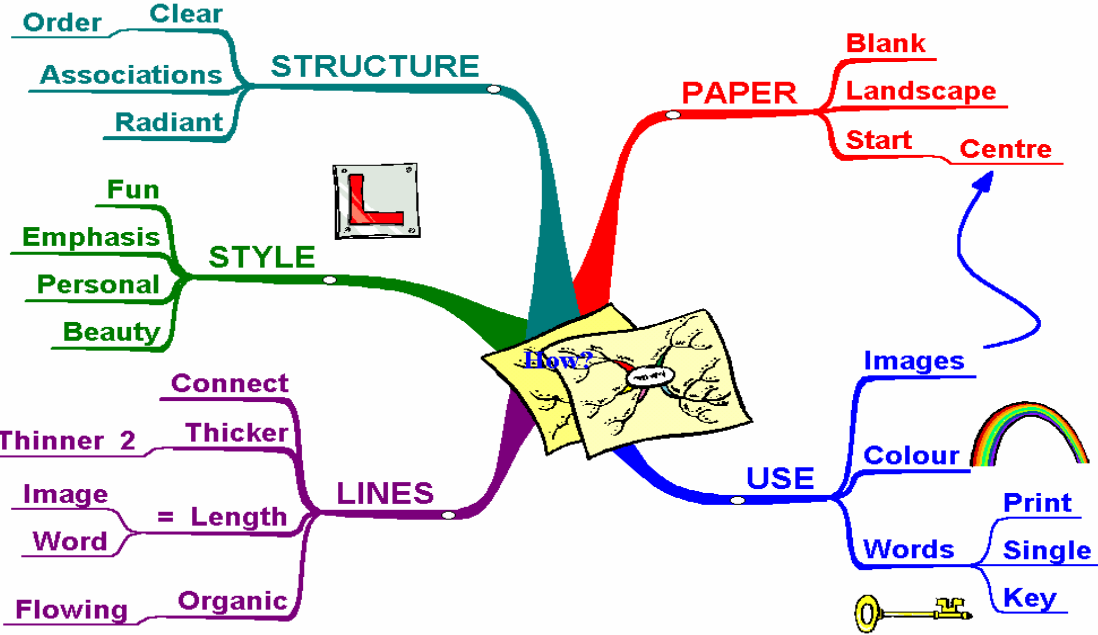 How?
PAPER
Blank
Landscape
Start
Centre
USE
Images
Colour
Words
Print
Single
Key
LINES
Connect
Thicker
Thinner 2
= Length
Image
Word
Organic
Flowing
STYLE
Fun
Emphasis
Personal
Beauty
STRUCTURE
Clear
Order
Associations
Radiant
L